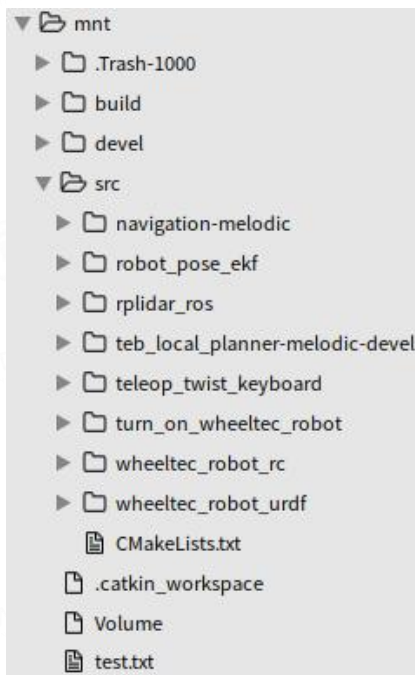 mnt
.Trash-1000
build
devel
src
navigation-melodic
robot_pose_ekf
rplidar_ros
teb_local_planner-melodic-devel
teleop_twist_keyboard
turn_on_wheeltec_robot
wheeltec_robot_rc
wheeltec_robot_urdf
CMakeLists.txt
.catkin_workspace
Volume
test.txt